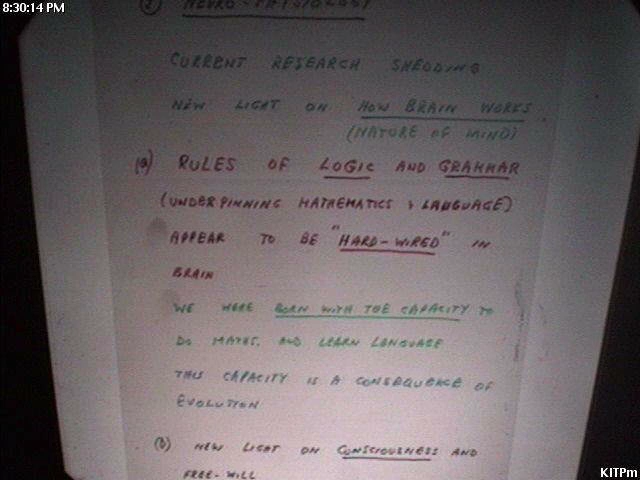 8:30:14 PM
(2) NEURO-PHYSIOLOGY
CURRENT RESEARCH SHEDDING
NEW LIGHT ON HOW BRAIN WORKS
(NATURE OF MIND)
(a) RULES OF LOGIC AND GRAMMAR
(UNDERPINNING MATHEMATICS & LANGUAGE)
APPEAR TO BE "HARD-WIRED" IN
BRAIN
WE WERE BORN WITH THE CAPACITY TO
DO MATHS, AND LEARN LANGUAGE
THIS CAPACITY IS A CONSEQUENCE OF
EVOLUTION
(b) NEW LIGHT ON CONSCIOUSNESS AND
FREE-WILL
KITPm